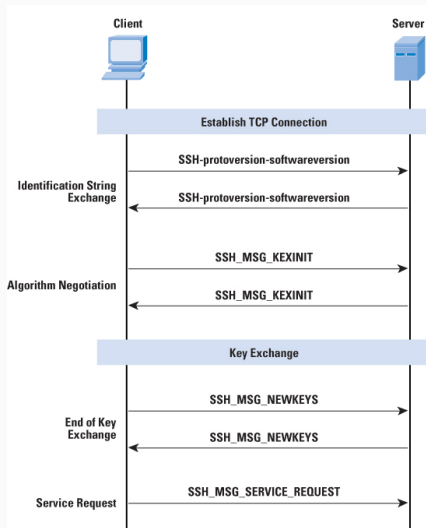 Client
Server
Establish TCP Connection
SSH-protoversion-softwareversion
Identification String
Exchange
SSH-protoversion-softwareversion
SSH_MSG_KEXINIT
Algorithm Negotiation
SSH_MSG_KEXINIT
Key Exchange
SSH_MSG_NEWKEYS
End of Key
Exchange
SSH_MSG_NEWKEYS
SSH_MSG_SERVICE_REQUEST
Service Request